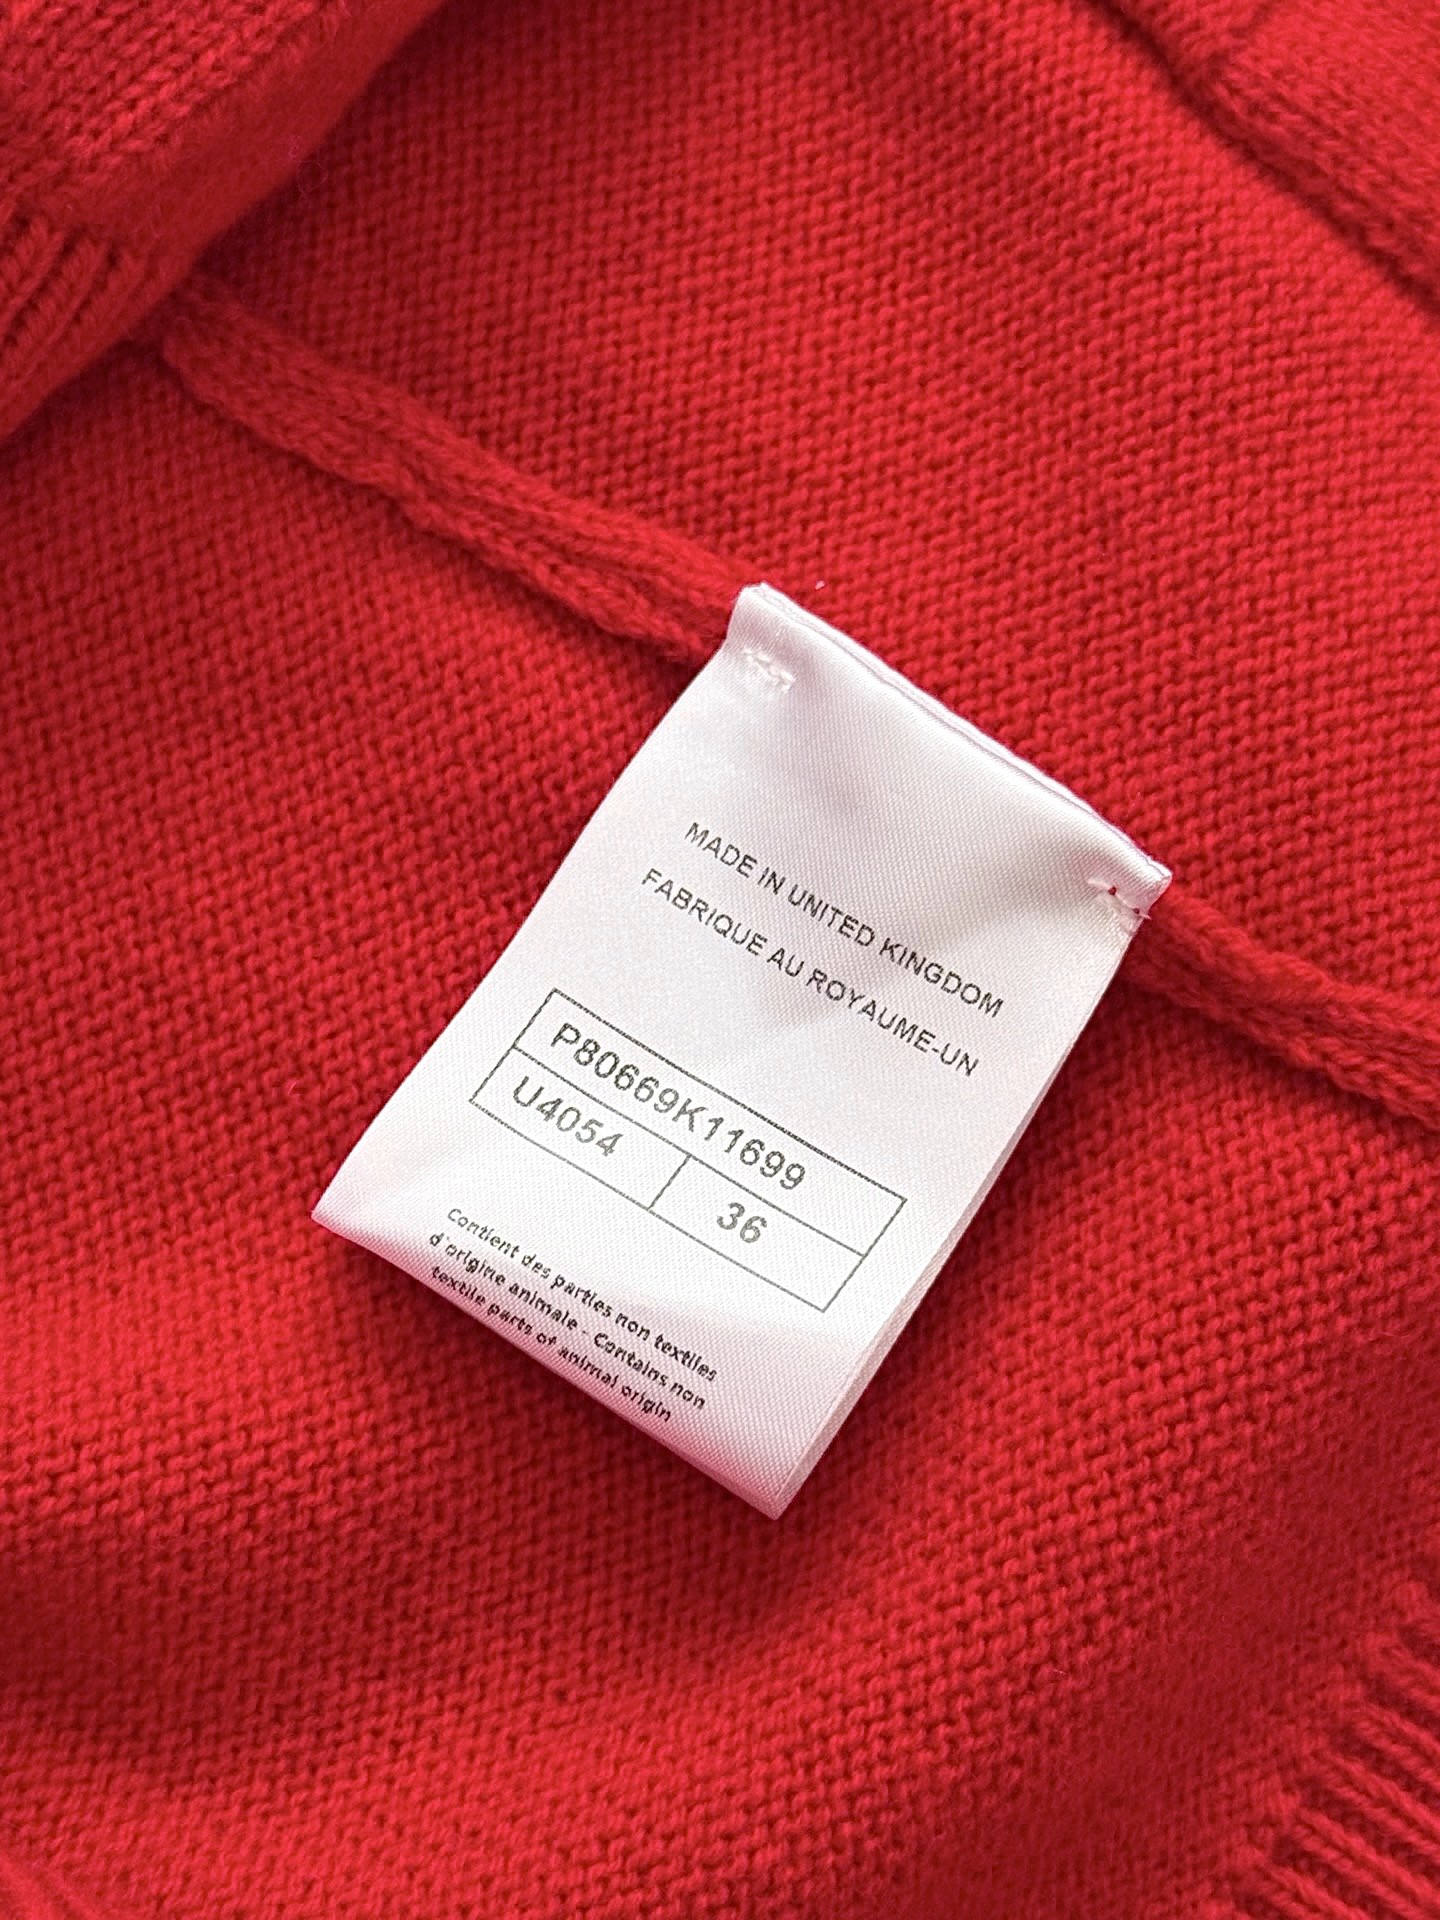 MADE IN UNITED KINGDOM
FABRIQUE AU ROYAUME-UN
P80669K11699
U4054 36
Contient des parties non textiles
d'origine animale - Contains non
textile parts of animal origin